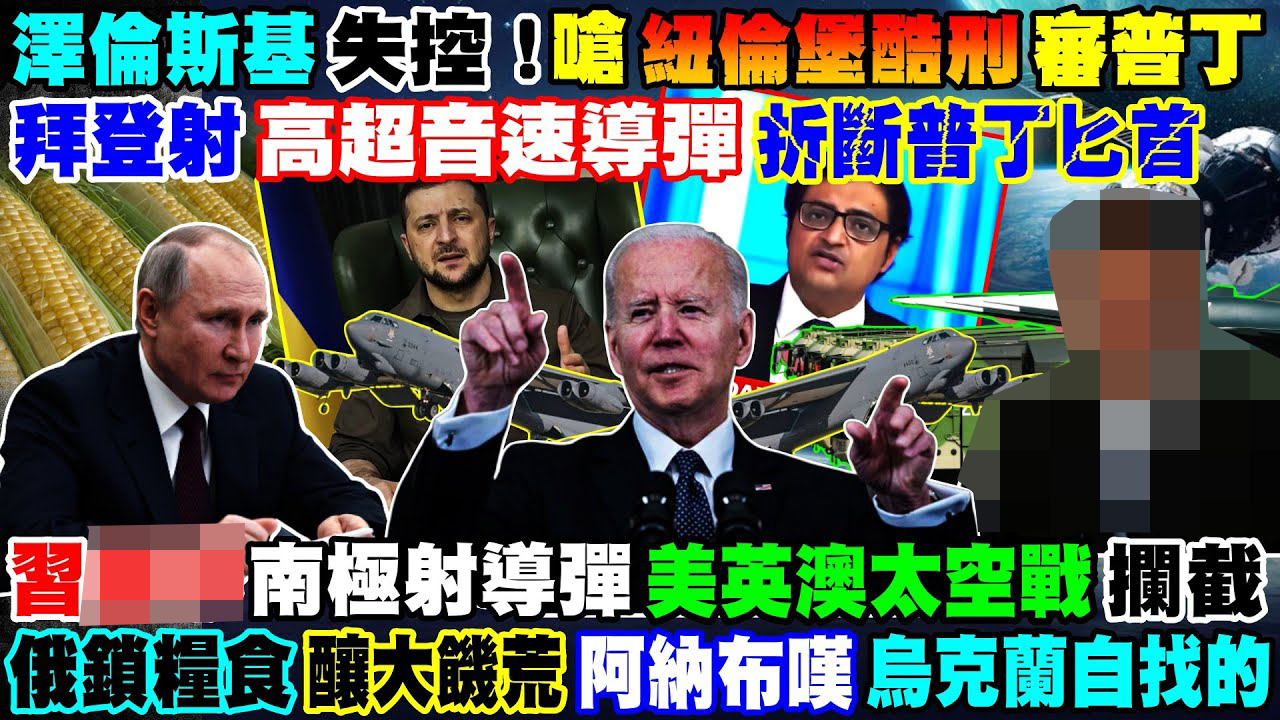 澤倫斯基 失控！嗆 紐倫堡酷刑 審普丁
拜登射 高超音速導彈 折斷普丁匕首
習 南極射導彈 美英澳太空戰 攔截
俄鎖糧食 釀大饑荒 阿納布嘆 烏克蘭自找的